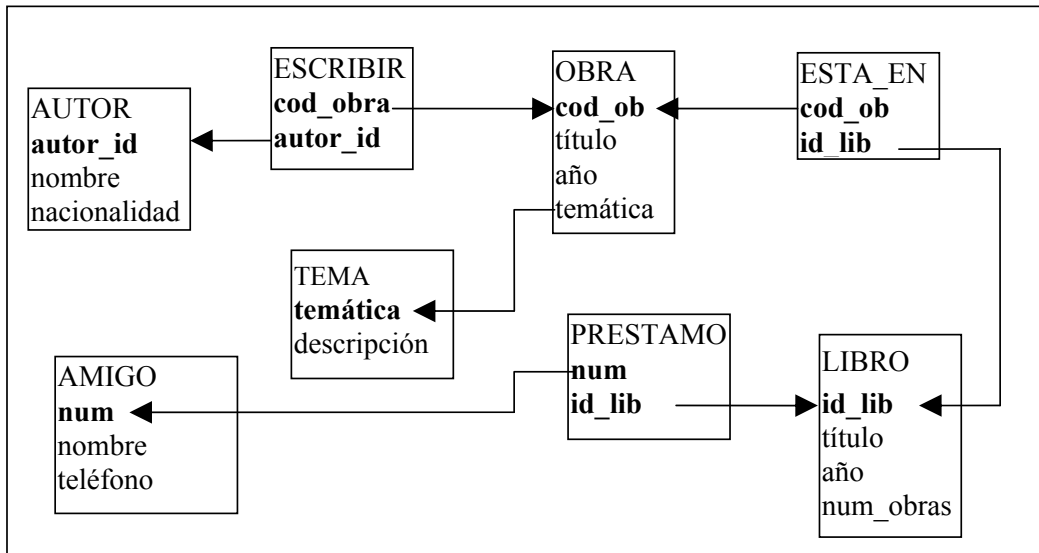 AUTOR
autor_id
nombre
nacionalidad
ESCRIBIR
cod_obra
autor_id
OBRA
cod_ob
título
año
temática
ESTA_EN
cod_ob
id_lib
TEMA
temática
descripción
AMIGO
num
nombre
teléfono
PRESTAMO
num
id_lib
LIBRO
id_lib
título
año
num_obras